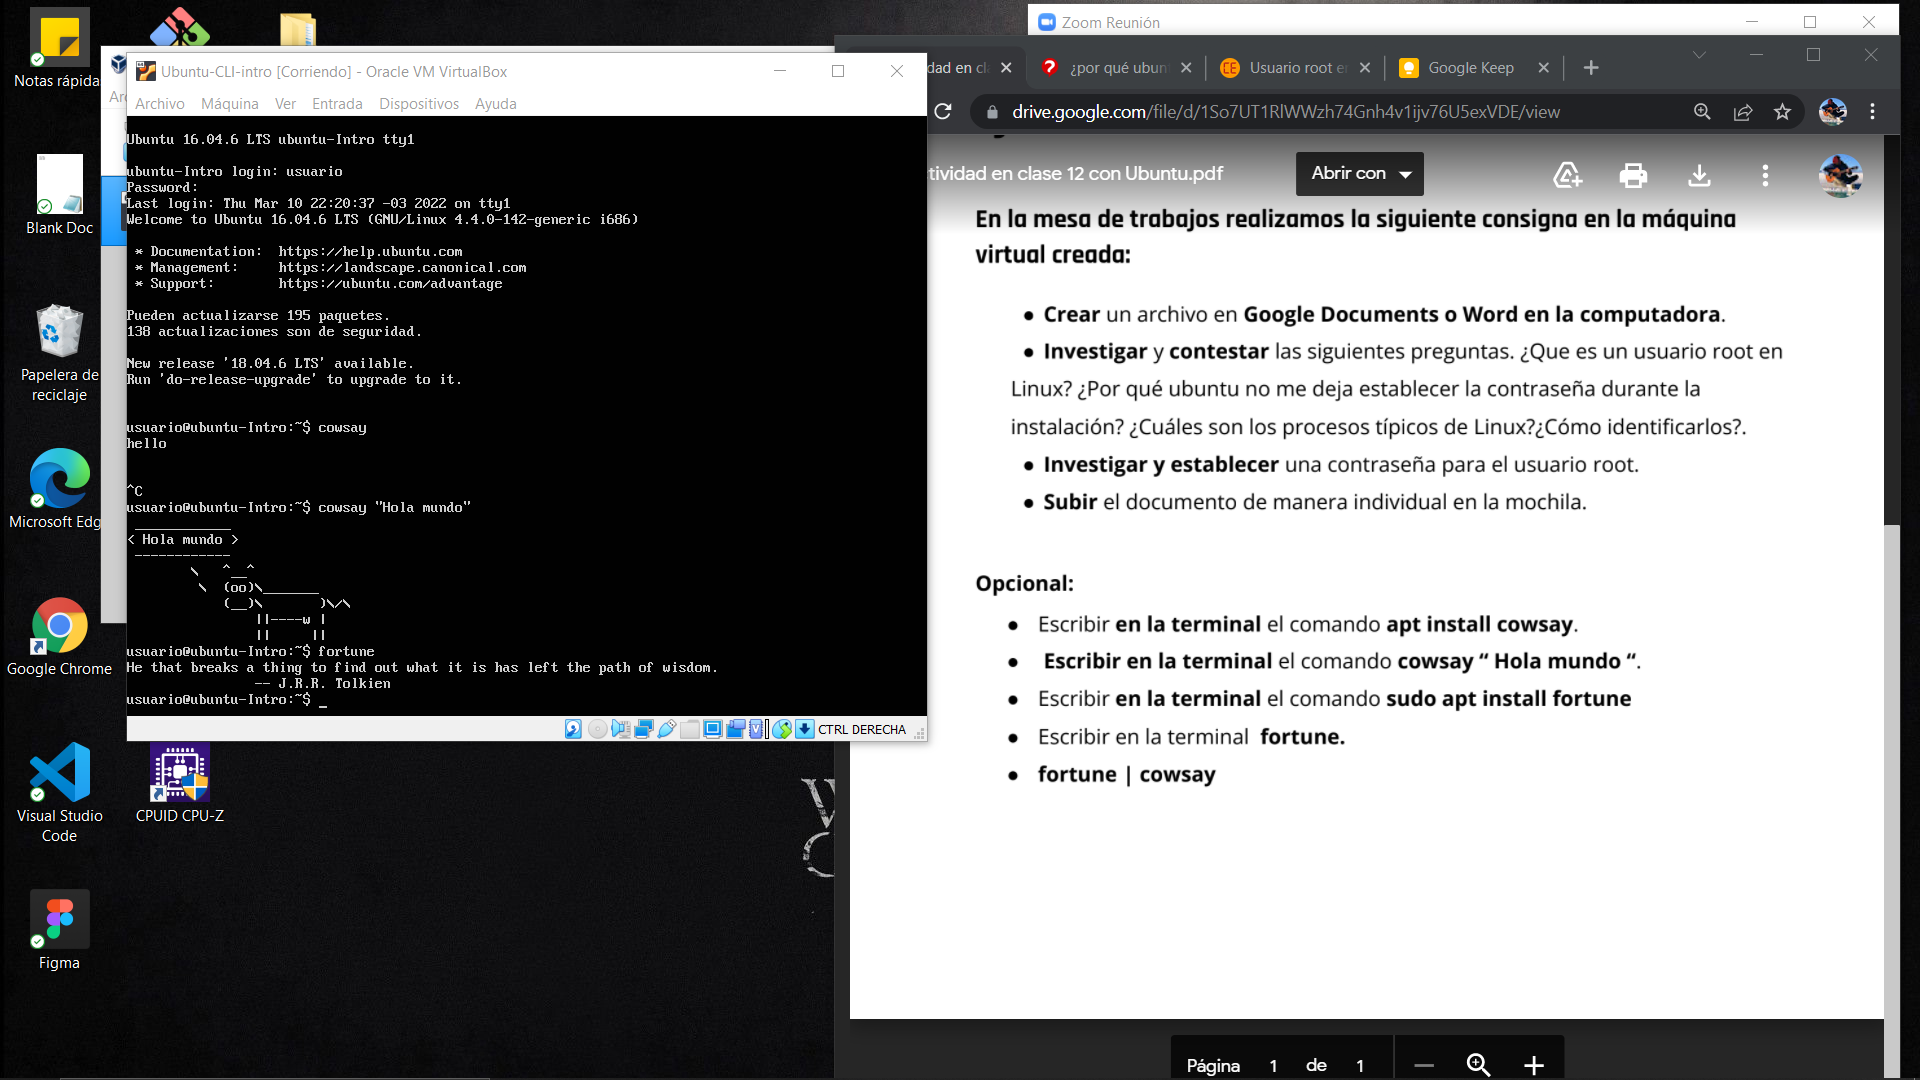 Notas rápidas
Blank Doc
Papelera de
reciclaje
Microsoft Edg
Google Chrome
Visual Studio
Code
CPUID CPU-Z
Figma
Ubuntu-CLI-intro [Corriendo] - Oracle VM VirtualBox
Archivo Máquina Ver Entrada Dispositivos Ayuda
Ubuntu 16.04.6 LTS ubuntu-Intro tty1
ubuntu-Intro login: usuario
Password:
Last login: Thu Mar 10 22:20:37 -03 2022 on tty1
Welcome to Ubuntu 16.04.6 LTS (GNU/Linux 4.4.0-142-generic i686)
* Documentation: https://help.ubuntu.com
* Management: https://landscape.canonical.com
* Support: https://ubuntu.com/advantage
Pueden actualizarse 195 paquetes.
138 actualizaciones son de seguridad.
New release '18.04.6 LTS' available.
Run 'do-release-upgrade' to upgrade to it.
usuario@ubuntu-Intro:~$ cowsay
hello
^C
usuario@ubuntu-Intro:~$ cowsay "Hola mundo"
 ____________
< Hola mundo >
 ------------
        \   ^__^
         \  (oo)\_______
            (__)\       )\/\
                ||----w |
                ||     ||
usuario@ubuntu-Intro:~$ fortune
He that breaks a thing to find out what it is has left the path of wisdom.
-- J.R.R. Tolkien
usuario@ubuntu-Intro:~$ _
CTRL DERECHA
Zoom Reunión
dad en cl
¿por qué ubun
Usuario root en
Google Keep
drive.google.com/file/d/1So7UT1RlWWzh74Gnh4v1ijv76U5exVDE/view
tividad en clase 12 con Ubuntu.pdf
Abrir con
En la mesa de trabajos realizamos la siguiente consigna en la máquina
virtual creada:
● Crear un archivo en Google Documents o Word en la computadora.
● Investigar y contestar las siguientes preguntas. ¿Que es un usuario root en
Linux? ¿Por qué ubuntu no me deja establecer la contraseña durante la
instalación? ¿Cuáles son los procesos típicos de Linux?¿Cómo identificarlos?.
● Investigar y establecer una contraseña para el usuario root.
● Subir el documento de manera individual en la mochila.
Opcional:
● Escribir en la terminal el comando apt install cowsay.
● Escribir en la terminal el comando cowsay “ Hola mundo “.
● Escribir en la terminal el comando sudo apt install fortune
● Escribir en la terminal fortune.
● fortune | cowsay
Página 1 de 1